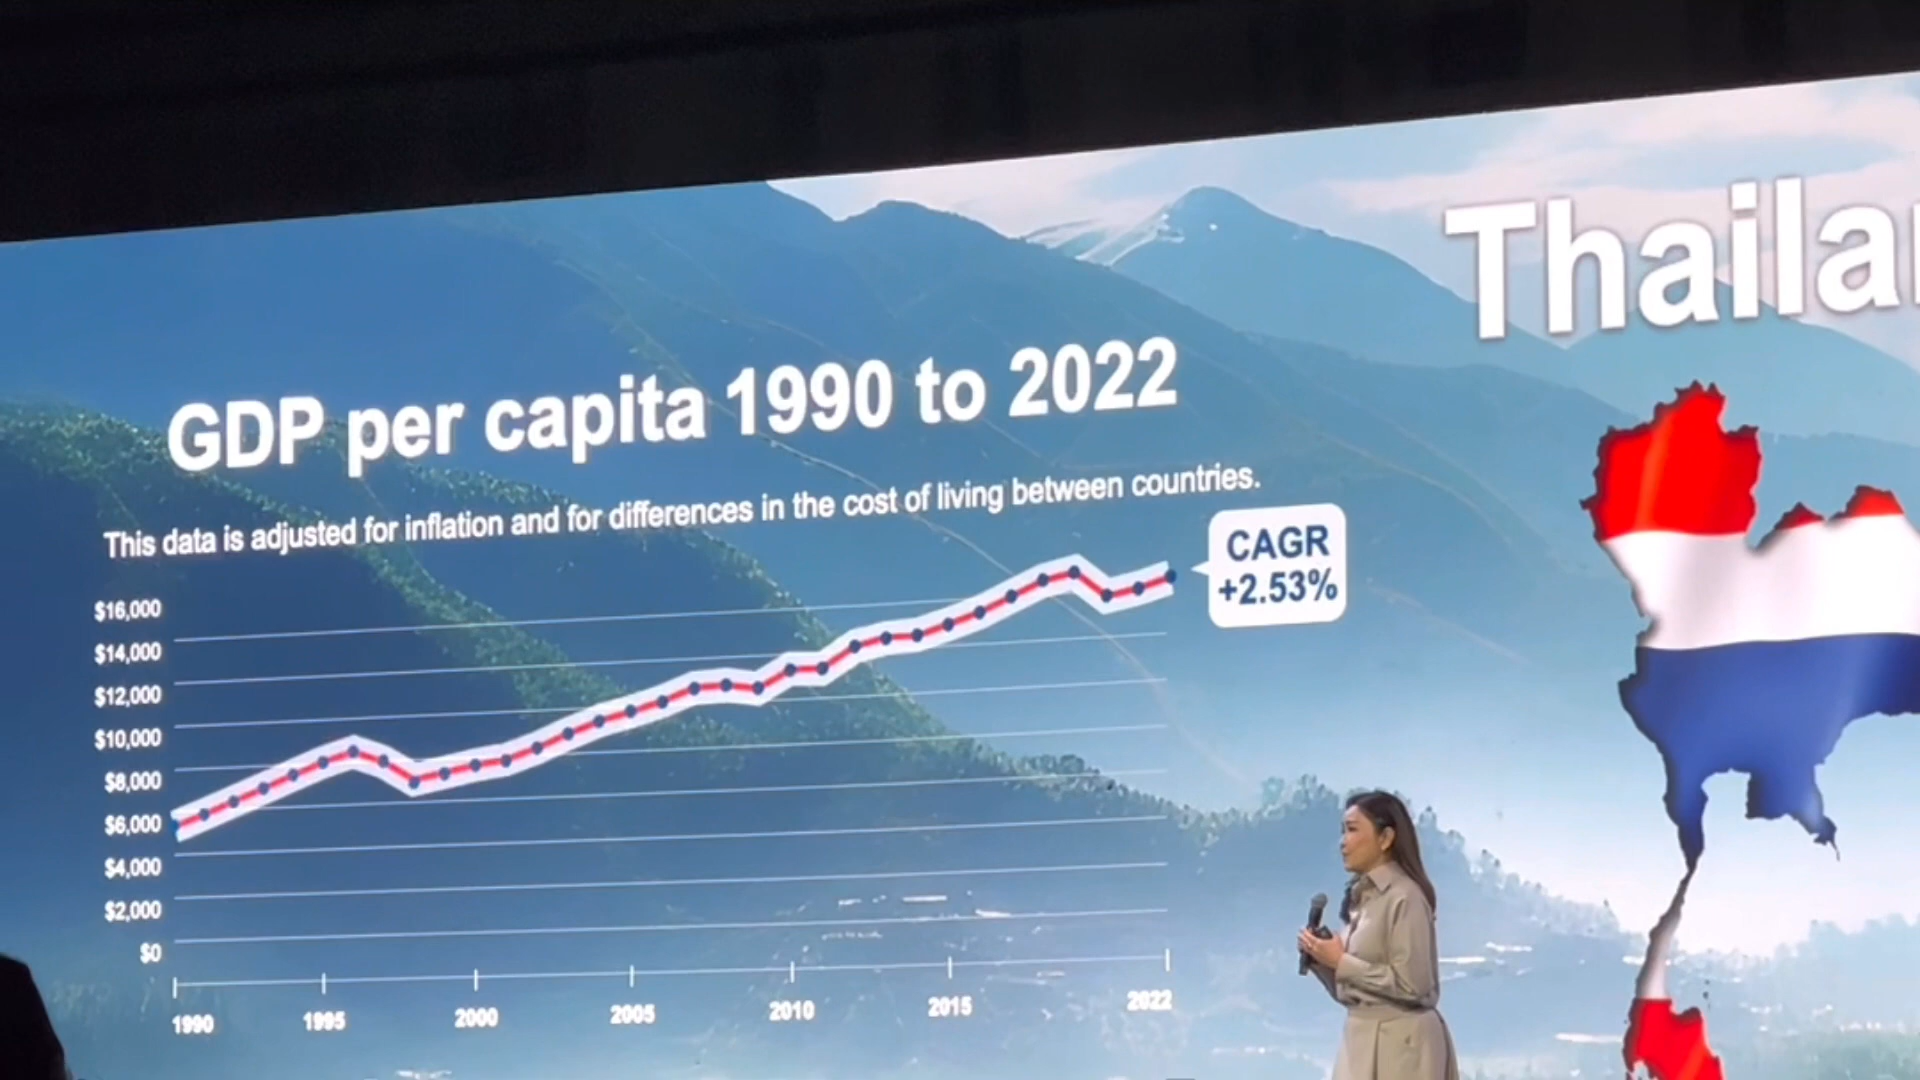 Thaila
GDP per capita 1990 to 2022
This data is adjusted for inflation and for differences in the cost of living between countries.
CAGR
+2.53%
$16,000
$14,000
$12,000
$10,000
$8,000
$6,000
$4,000
$2,000
$0
1990 1995 2000 2005 2010 2015 2022